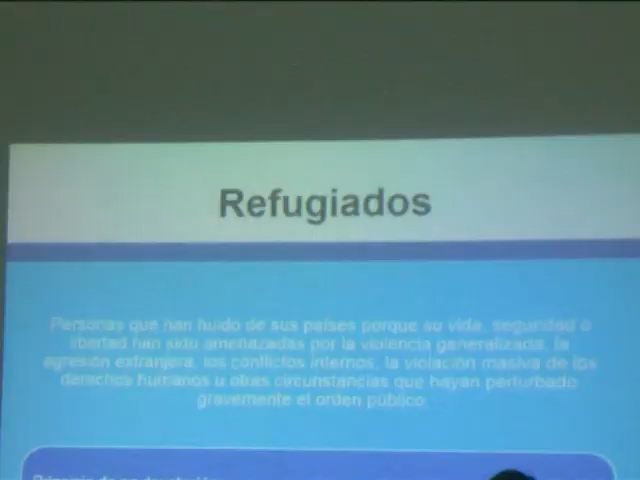 Refugiados
Personas que han huido de sus países porque su vida, seguridad o
libertad han sido amenazadas por la violencia generalizada, la
agresión extranjera, los conflictos internos, la violación masiva de los
derechos humanos u otras circunstancias que hayan perturbado
gravemente el orden público